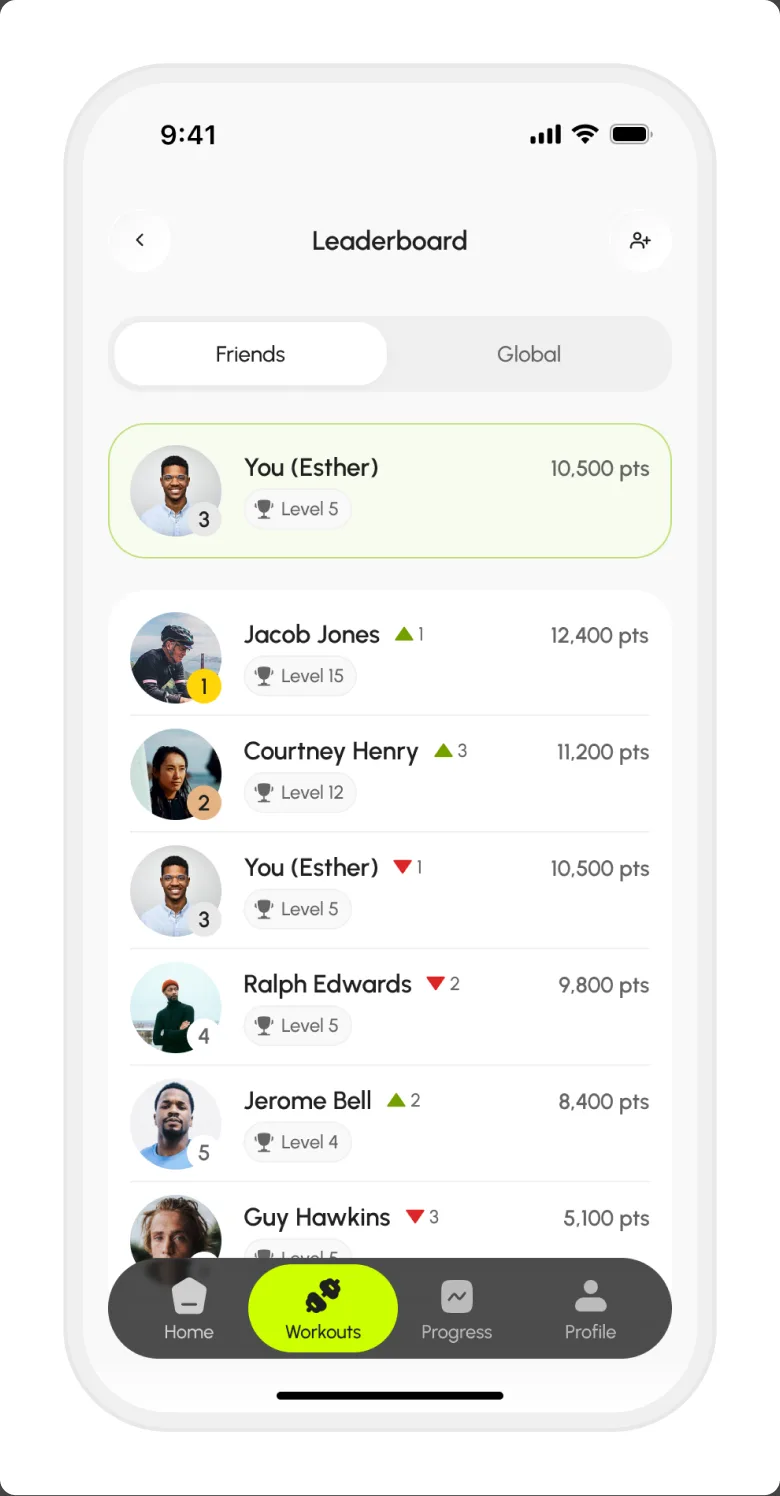 9:41
Leaderboard
Friends
Global
You (Esther)
10,500 pts
3
Level 5
Jacob Jones 1
12,400 pts
1
Level 15
Courtney Henry 3
11,200 pts
2
Level 12
You (Esther) 1
10,500 pts
3
Level 5
Ralph Edwards 2
9,800 pts
4
Level 5
Jerome Bell 2
8,400 pts
5
Level 4
Guy Hawkins 3
5,100 pts
Level 5
Home
Workouts
Progress
Profile